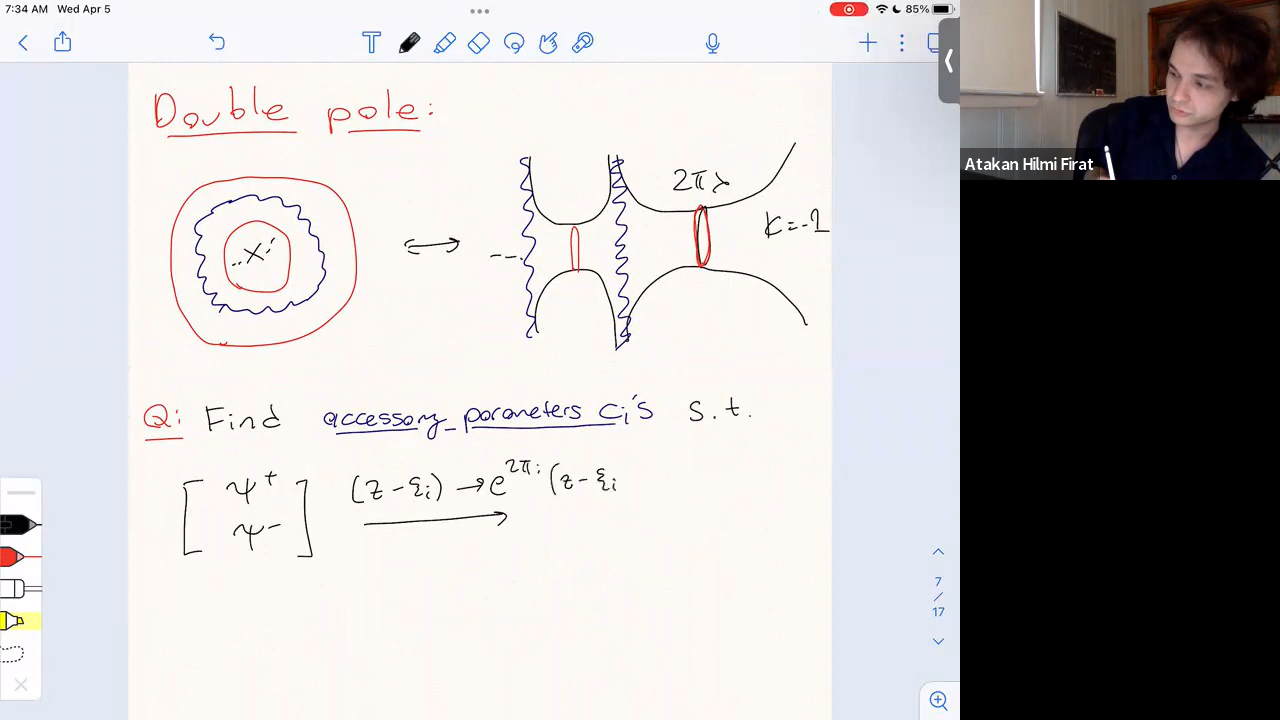 7:34 AM Wed Apr 5
85%
Atakan Hilmi Firat
Double pole:
2πλ
K=-1
Q: Find accessory parameters ci's s.t.
[ψ+ ψ-] (z-ξi) → e^2πi (z-ξi
7
/
17